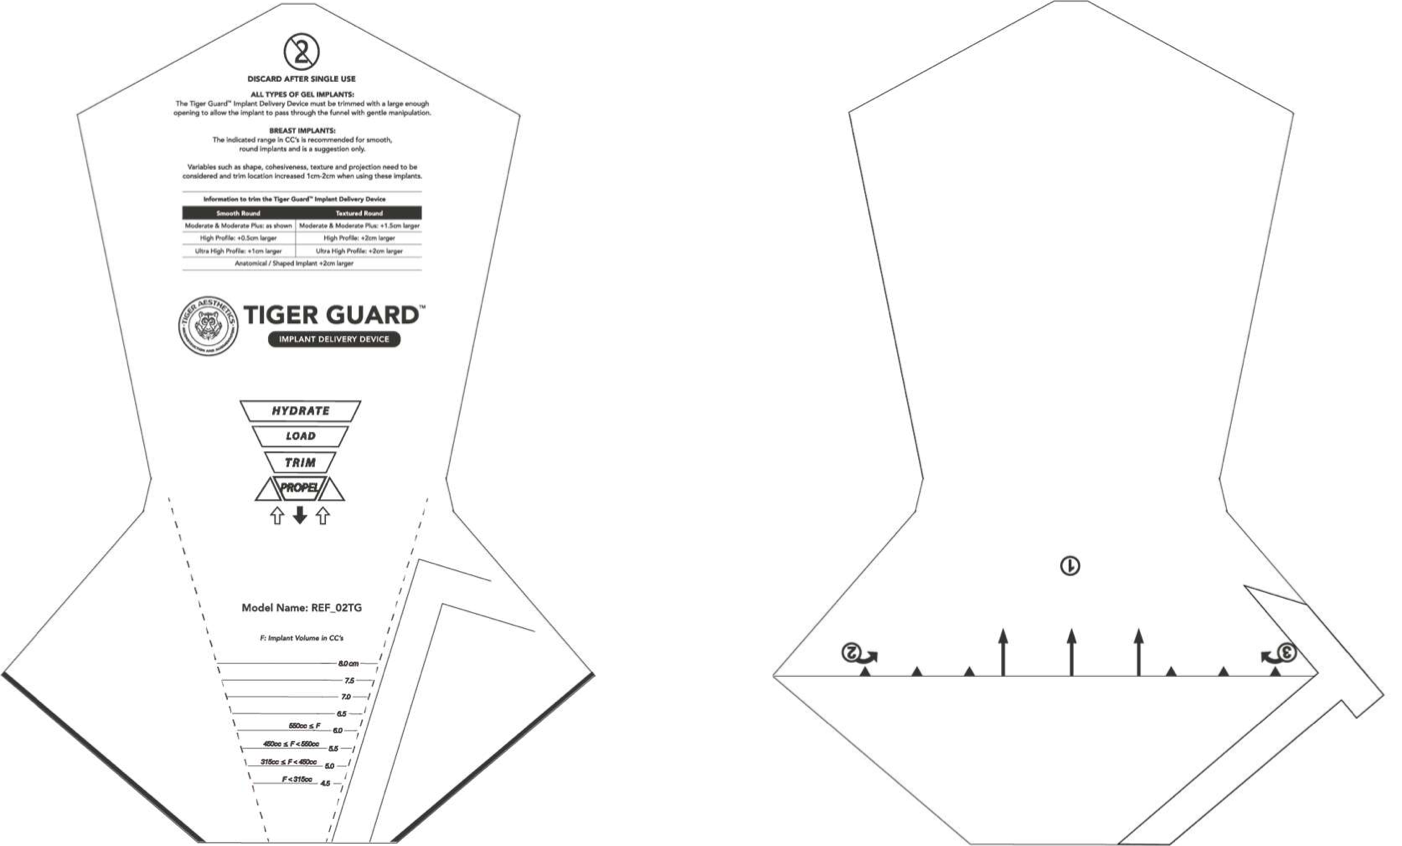 2
DISCARD AFTER SINGLE USE
ALL TYPES OF GEL IMPLANTS:
The Tiger Guard™ Implant Delivery Device must be trimmed with a large enough
opening to allow the implant to pass through the funnel with gentle manipulation.
BREAST IMPLANTS:
The indicated range in CC's is recommended for smooth,
round implants and is a suggestion only.
Variables such as shape, cohesiveness, texture and projection need to be
considered and trim location increased 1cm-2cm when using these implants.
Information to trim the Tiger Guard™ Implant Delivery Device
Smooth Round Textured Round
Moderate & Moderate Plus: as shown Moderate & Moderate Plus: +1.5cm larger
High Profile: +0.5cm larger High Profile: +2cm larger
Ultra High Profile: +1cm larger Ultra High Profile: +2cm larger
Anatomical / Shaped Implant +2cm larger
TIGER AESTHETICS
TIGER GUARD™
IMPLANT DELIVERY DEVICE
HYDRATE
LOAD
TRIM
PROPEL
Model Name: REF_02TG
F: Implant Volume in CC's
8.0 cm
7.5
7.0
6.5
550cc ≤ F 6.0
450cc ≤ F < 550cc 5.5
315cc ≤ F < 450cc 5.0
F < 315cc 4.5
1
2
3